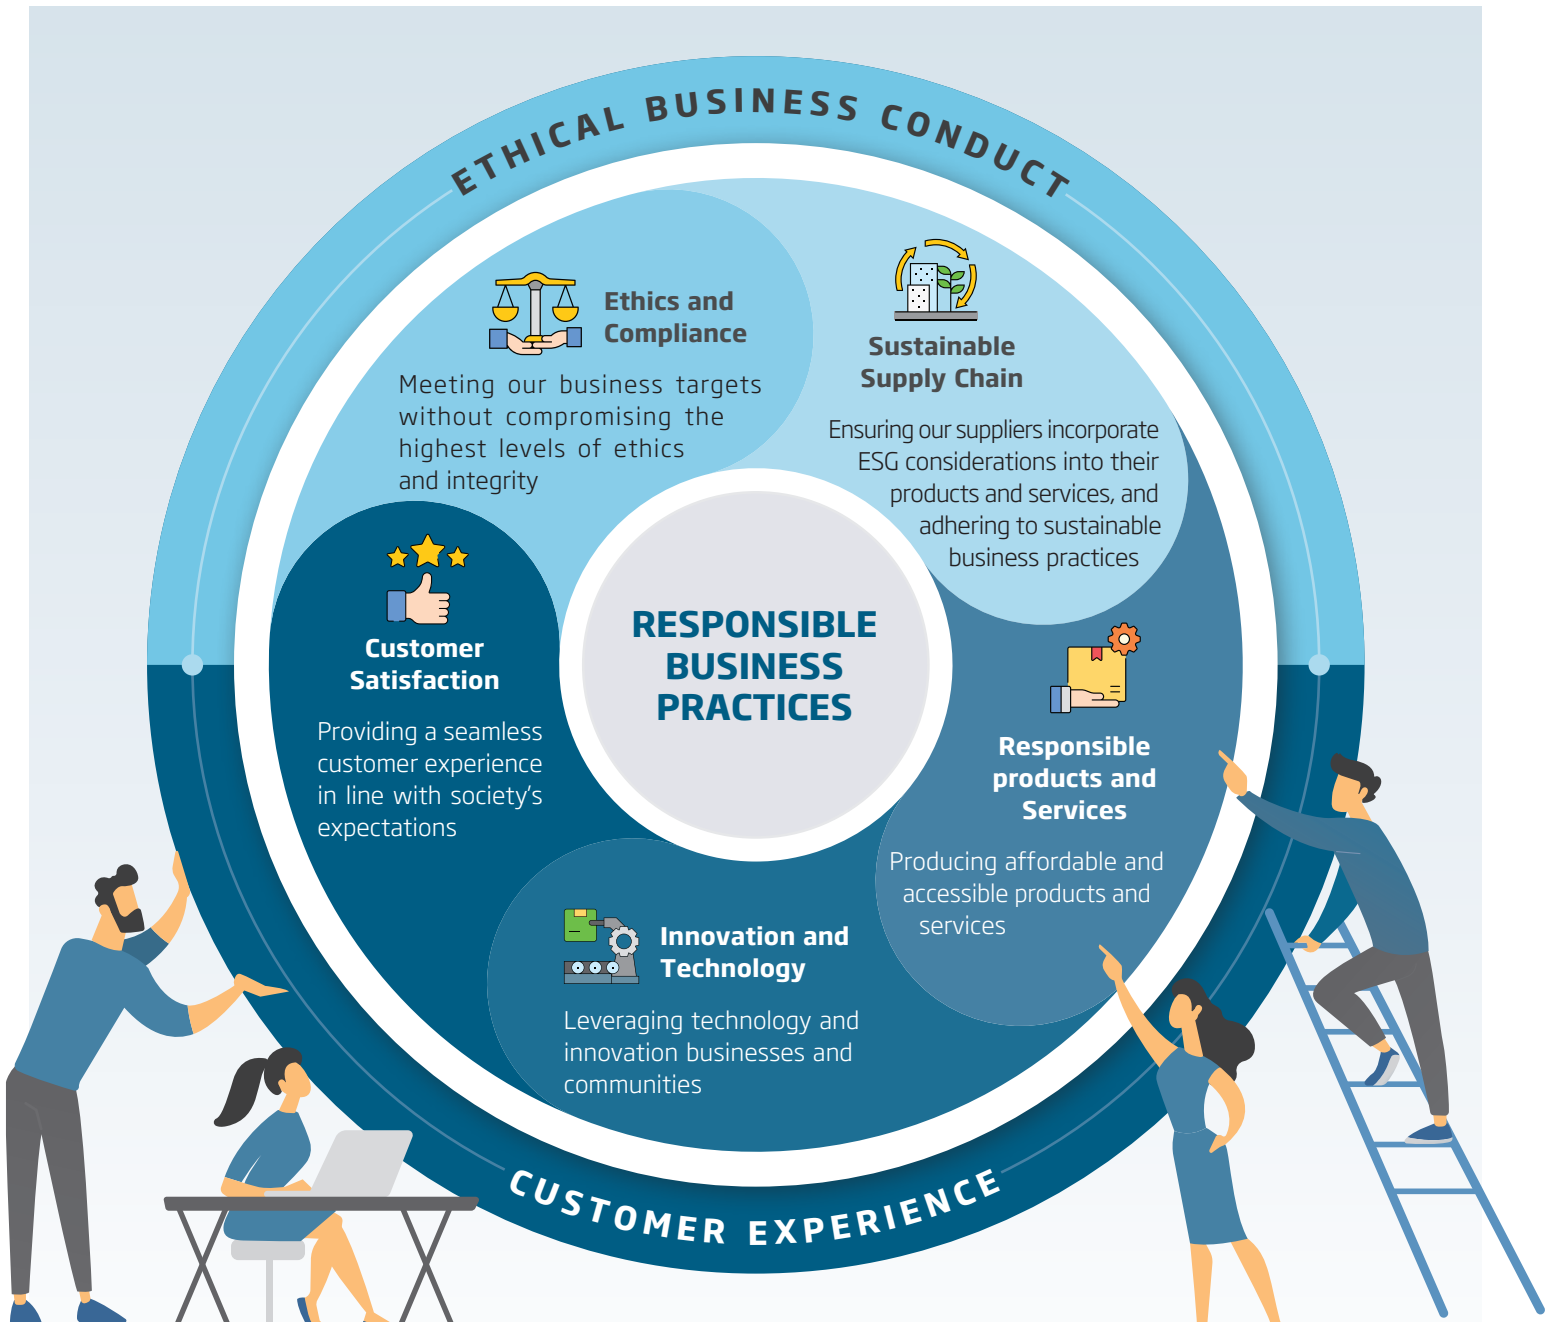 ETHICAL BUSINESS CONDUCT
Ethics and
Compliance
Meeting our business targets
without compromising the
highest levels of ethics
and integrity
Sustainable
Supply Chain
Ensuring our suppliers incorporate
ESG considerations into their
products and services, and
adhering to sustainable
business practices
RESPONSIBLE
BUSINESS
PRACTICES
Customer
Satisfaction
Providing a seamless
customer experience
in line with society's
expectations
Responsible
products and
Services
Producing affordable and
accessible products and
services
Innovation and
Technology
Leveraging technology and
innovation businesses and
communities
CUSTOMER EXPERIENCE